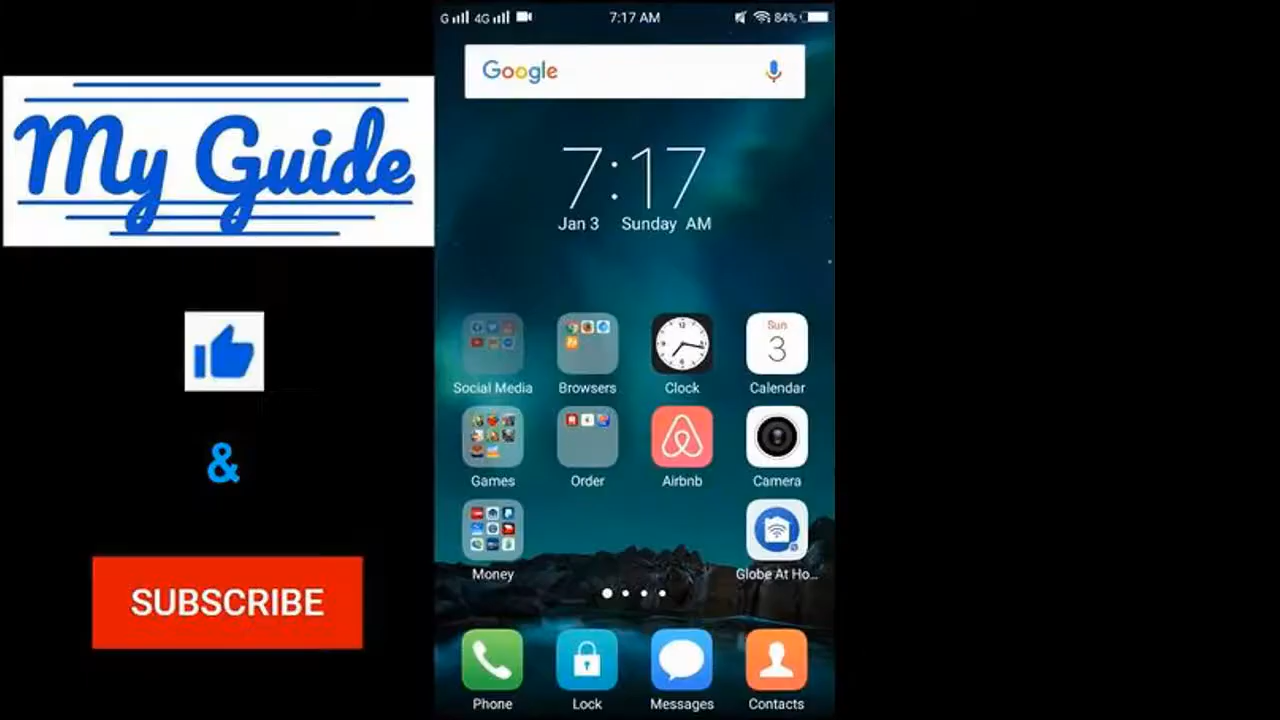 G 4G 7:17 AM 84%
My Guide
Google
7:17
Jan 3 Sunday AM
Sun
3
Social Media Browsers Clock Calendar
&
Games Order Airbnb Camera
Money Globe At Ho...
SUBSCRIBE
Phone Lock Messages Contacts